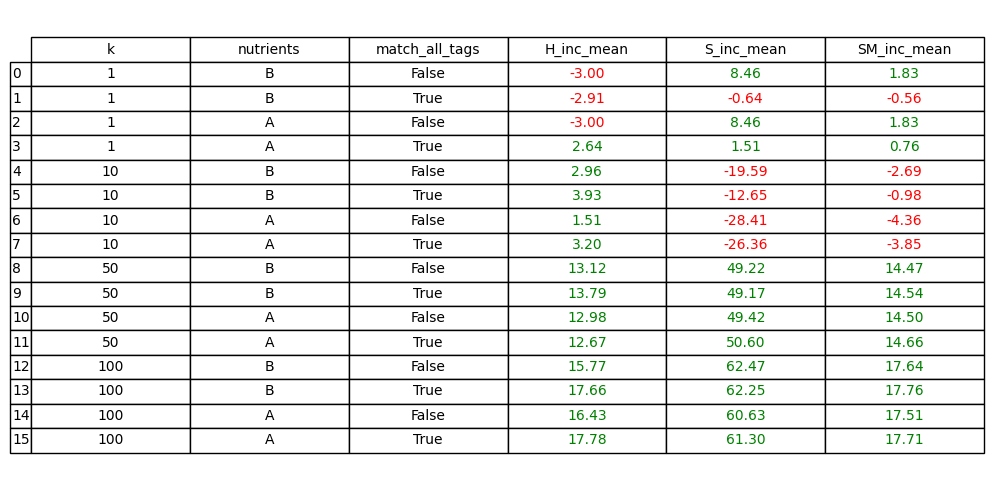 k nutrients match_all_tags H_inc_mean S_inc_mean SM_inc_mean
0 1 B False -3.00 8.46 1.83
1 1 B True -2.91 -0.64 -0.56
2 1 A False -3.00 8.46 1.83
3 1 A True 2.64 1.51 0.76
4 10 B False 2.96 -19.59 -2.69
5 10 B True 3.93 -12.65 -0.98
6 10 A False 1.51 -28.41 -4.36
7 10 A True 3.20 -26.36 -3.85
8 50 B False 13.12 49.22 14.47
9 50 B True 13.79 49.17 14.54
10 50 A False 12.98 49.42 14.50
11 50 A True 12.67 50.60 14.66
12 100 B False 15.77 62.47 17.64
13 100 B True 17.66 62.25 17.76
14 100 A False 16.43 60.63 17.51
15 100 A True 17.78 61.30 17.71